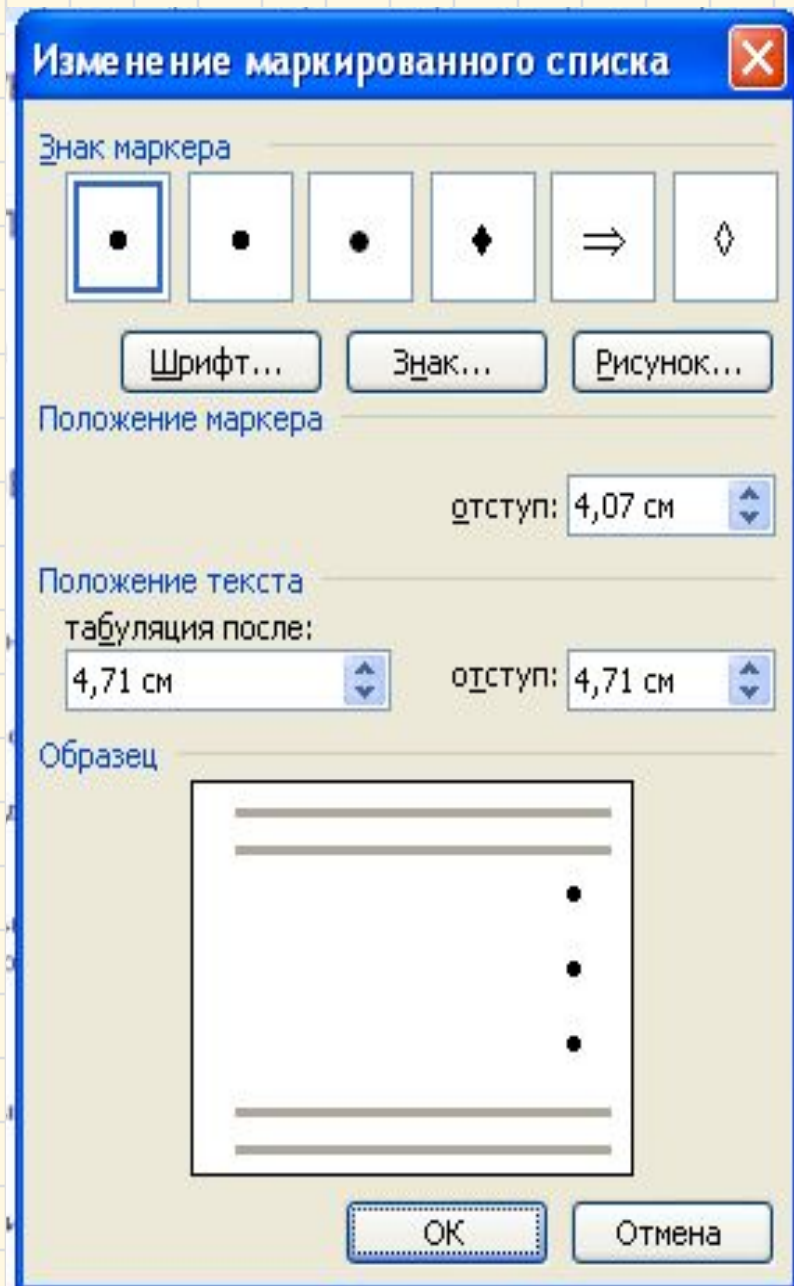 Изменение маркированного списка
Знак маркера
Шрифт... Знак... Рисунок...
Положение маркера
отступ: 4,07 см
Положение текста
табуляция после:
4,71 см отступ: 4,71 см
Образец
ОК Отмена